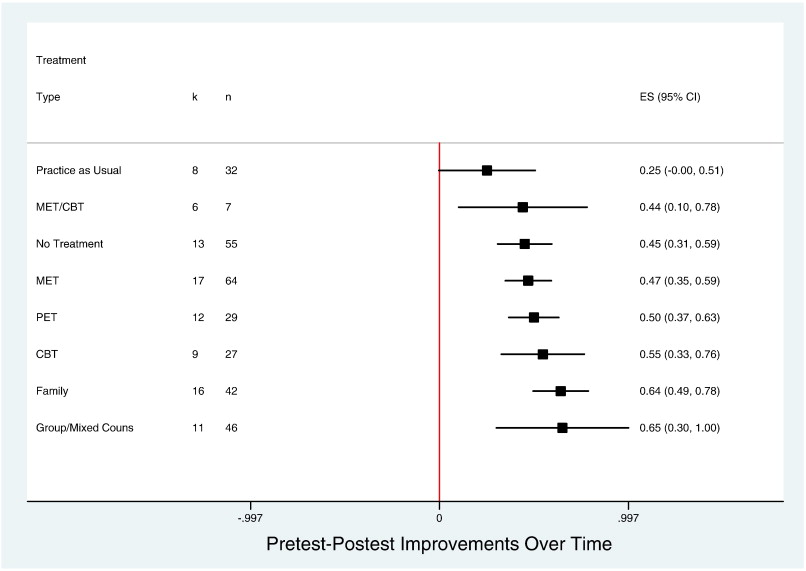 Treatment
Type k n ES (95% CI)
Practice as Usual 8 32 0.25 (-0.00, 0.51)
MET/CBT 6 7 0.44 (0.10, 0.78)
No Treatment 13 55 0.45 (0.31, 0.59)
MET 17 64 0.47 (0.35, 0.59)
PET 12 29 0.50 (0.37, 0.63)
CBT 9 27 0.55 (0.33, 0.76)
Family 16 42 0.64 (0.49, 0.78)
Group/Mixed Couns 11 46 0.65 (0.30, 1.00)
-.997 0 .997
Pretest-Postest Improvements Over Time